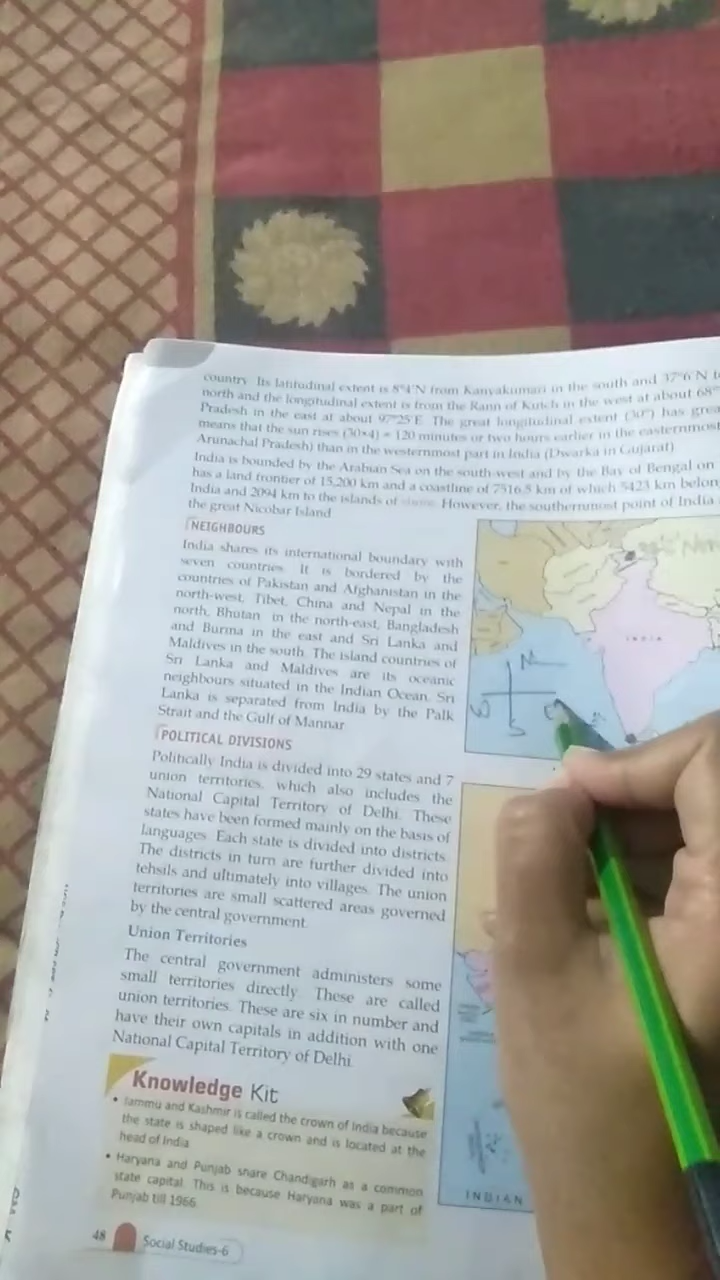 country. Its latitudinal extent is 8°4'N from Kanyakumari in the south and 37°6'N
north and the longitudinal extent is from the Rann of Kutch in the west at about 68°
Pradesh in the east at about 97°25'E. The great longitudinal extent (30°) has
means that the sun rises (30×4) = 120 minutes or two hours earlier in the easternmost
Arunachal Pradesh) than in the westernmost part in India (Dwarka in Gujarat)
India is bounded by the Arabian Sea on the south-west and by the Bay of Bengal on
has a land frontier of 15,200 km and a coastline of 7516.5 km of which 5423 km
India and 2094 km to the islands of However, the southernmost point of India
the great Nicobar Island
NEIGHBOURS
India shares its international boundary with
seven countries. It is bordered by the
countries of Pakistan and Afghanistan in the
north-west, Tibet, China and Nepal in the
north, Bhutan in the north-east, Bangladesh
and Burma in the east and Sri Lanka and
Maldives in the south. The island countries of
Sri Lanka and Maldives are its oceanic
neighbours situated in the Indian Ocean. Sri
Lanka is separated from India by the Palk
Strait and the Gulf of Mannar
POLITICAL DIVISIONS
Politically India is divided into 29 states and 7
union territories, which also includes the
National Capital Territory of Delhi. These
states have been formed mainly on the basis of
languages. Each state is divided into districts.
The districts in turn are further divided into
tehsils and ultimately into villages. The union
territories are small scattered areas governed
by the central government.
Union Territories
The central government administers some
small territories directly. These are called
union territories. These are six in number and
have their own capitals in addition with one
National Capital Territory of Delhi.
Knowledge Kit
• Jammu and Kashmir is called the crown of India because
the state is shaped like a crown and is located at the
head of India
• Haryana and Punjab share Chandigarh as a common
state capital. This is because Haryana was a part of
Punjab till 1966
48 Social Studies-6
INDIA
N
W
S
INDIAN